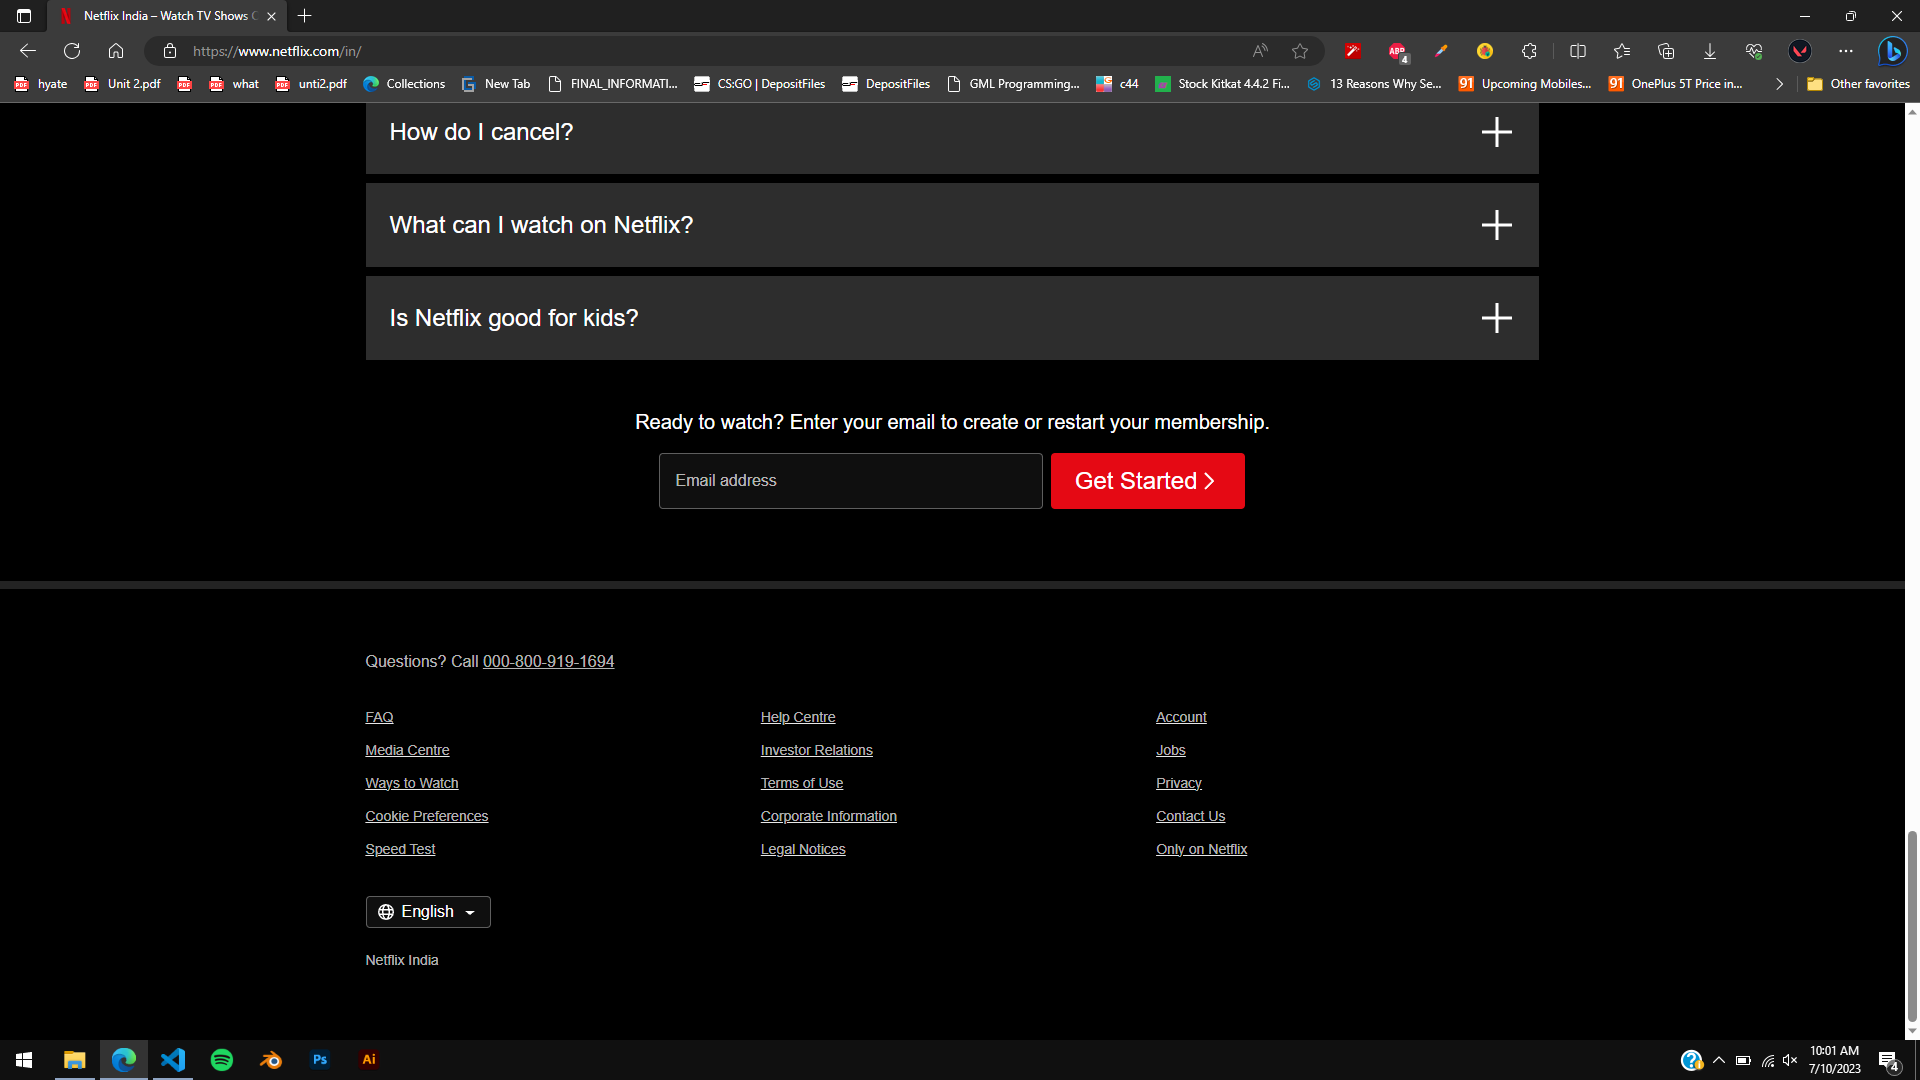 Netflix India – Watch TV Shows
https://www.netflix.com/in/
4
hyate
Unit 2.pdf
what
unti2.pdf
Collections
New Tab
FINAL_INFORMATI...
CS:GO | DepositFiles
DepositFiles
GML Programming...
c44
Stock Kitkat 4.4.2 Fi...
13 Reasons Why Se...
91 Upcoming Mobiles...
91 OnePlus 5T Price in...
Other favorites
How do I cancel?
What can I watch on Netflix?
Is Netflix good for kids?
Ready to watch? Enter your email to create or restart your membership.
Email address
Get Started
Questions? Call 000-800-919-1694
FAQ
Help Centre
Account
Media Centre
Investor Relations
Jobs
Ways to Watch
Terms of Use
Privacy
Cookie Preferences
Corporate Information
Contact Us
Speed Test
Legal Notices
Only on Netflix
English
Netflix India
Ps
Ai
10:01 AM
7/10/2023
4